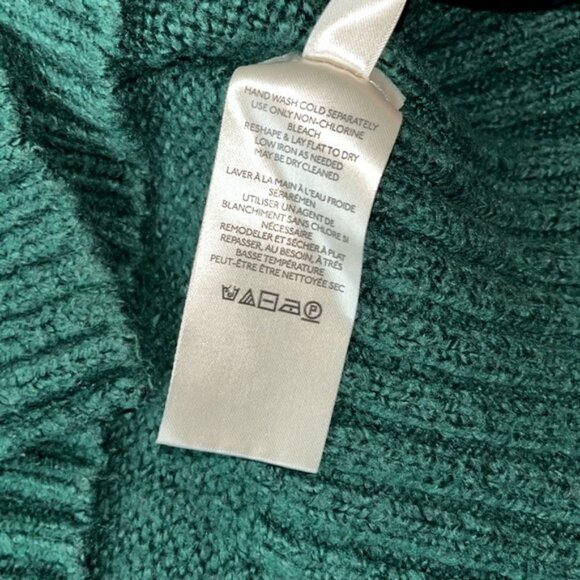 HAND WASH COLD SEPARATELY
USE ONLY NON-CHLORINE
BLEACH
RESHAPE & LAY FLAT TO DRY
LOW IRON AS NEEDED
MAY BE DRY CLEANED
LAVER À LA MAIN À L'EAU FROIDE
SÉPARÉMEN
UTILISER UN AGENT DE
BLANCHIMENT SANS CHLORE SI
NÉCESSAIRE
REMODELER ET SÉCHER À PLAT
REPASSER, AU BESOIN, À TRÈS
BASSE TEMPÉRATURE
PEUT-ÊTRE ÊTRE NETTOYÉE SEC
P